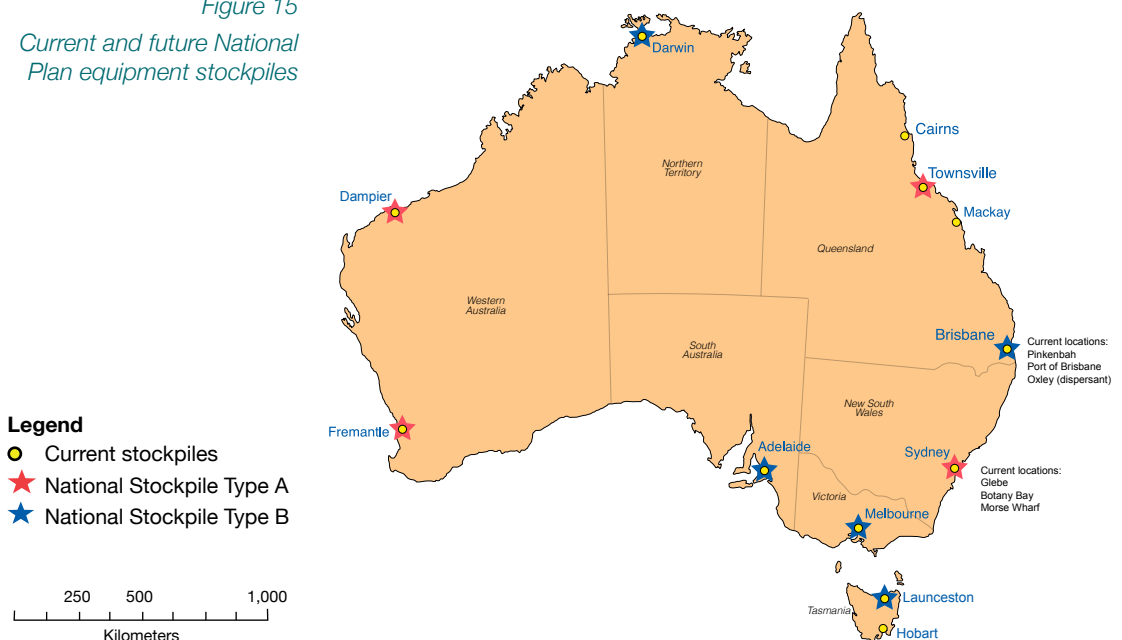 Figure 15
Current and future National
Plan equipment stockpiles
Darwin
Cairns
Northern
Territory
Townsville
Dampier
Mackay
Queensland
Western
Australia
Brisbane
Current locations:
Pinkenbah
Port of Brisbane
Oxley (dispersant)
South
Australia
New South
Wales
Legend
Current stockpiles
National Stockpile Type A
National Stockpile Type B
Fremantle
Adelaide
Sydney
Current locations:
Glebe
Botany Bay
Morse Wharf
Victoria
Melbourne
250 500 1,000
Kilometers
Launceston
Tasmania
Hobart